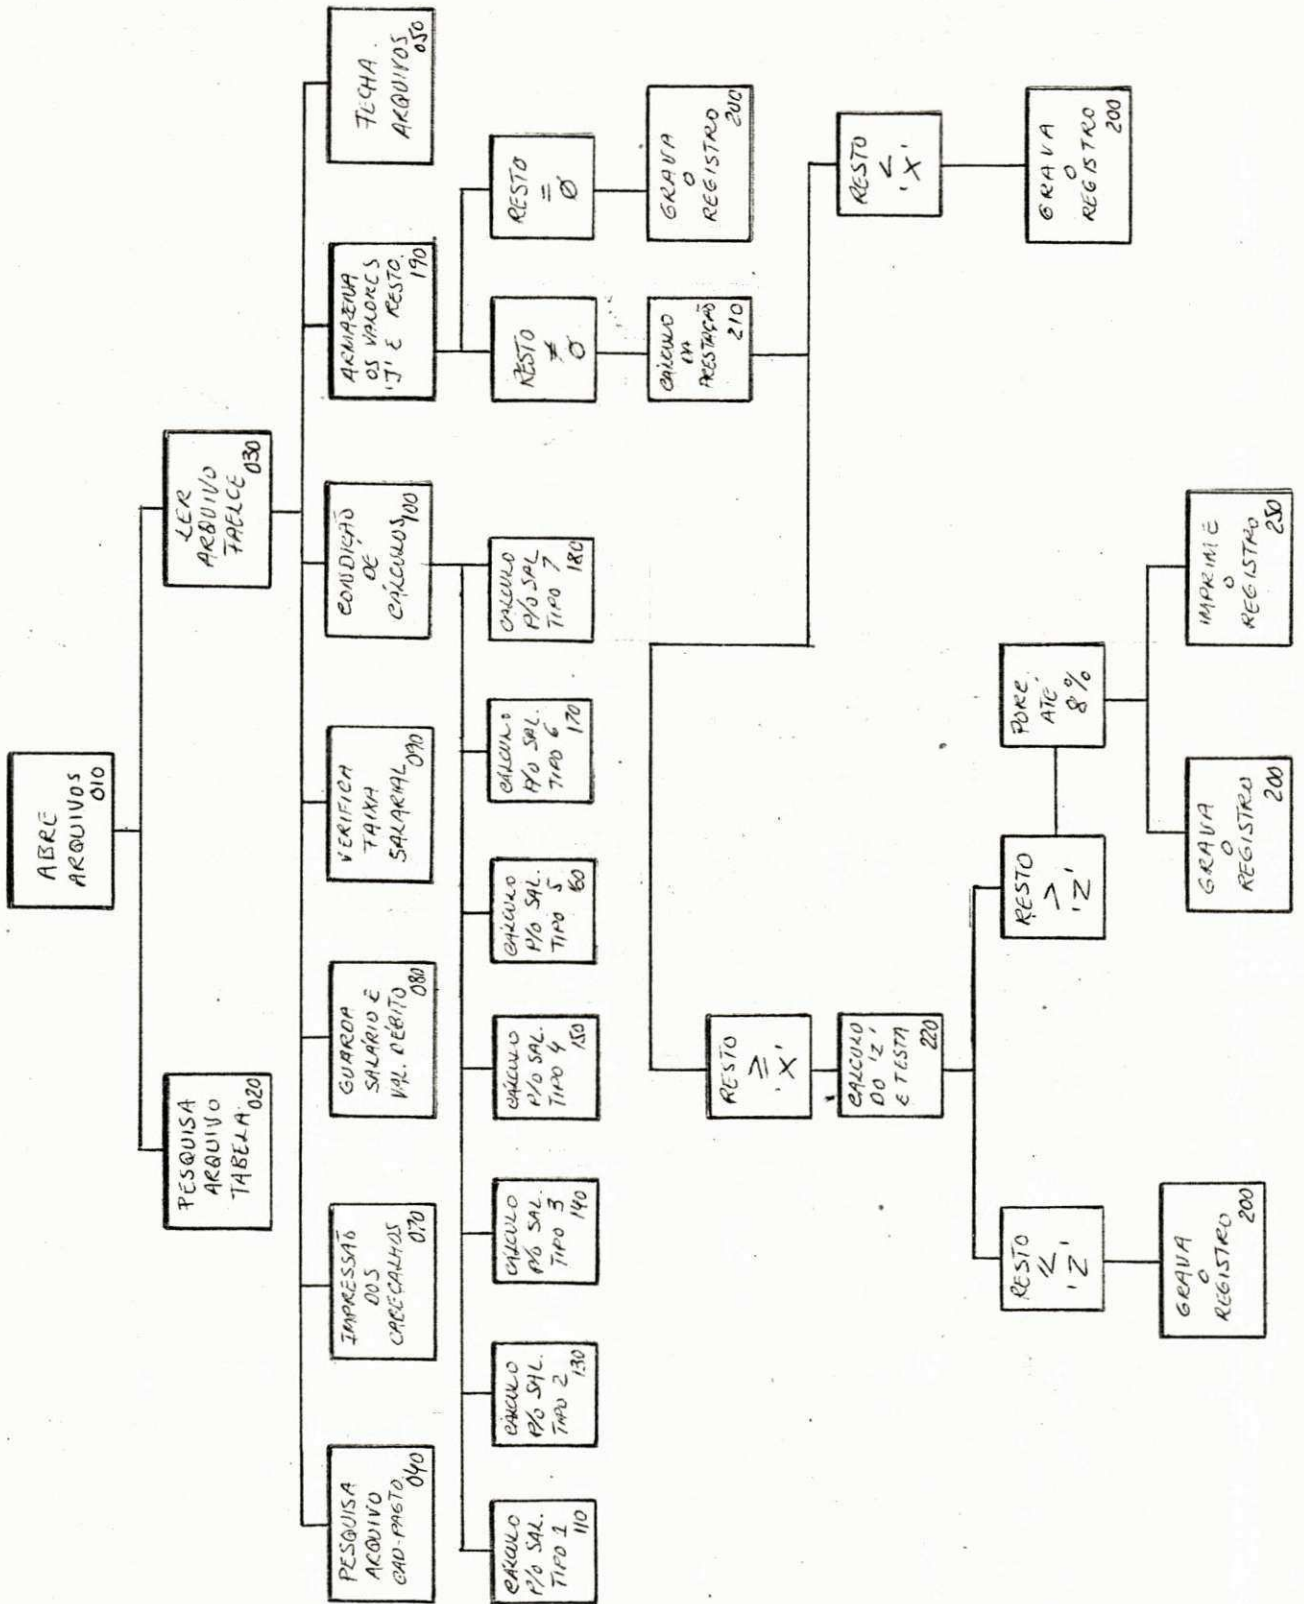 ABRE
ARQUIVOS
010
PESQUISA
ARQUIVO
TABELA
020
LER
ARQUIVO
FAELCE
030
PESQUISA
ARQUIVO
CAD-PAGTO
040
IMPRESSÃO
DOS
CABEÇALHOS
070
GUARDA
SALÁRIO E
VAL. DÉBITO
080
VERIFICA
FAIXA
SALARIAL
090
CONDIÇÃO
DE
CÁLCULOS
100
ARMAZENA
OS VALORES
'J' E RESTO.
190
FECHA
ARQUIVOS
050
CÁLCULO
P/O SAL.
TIPO 1
110
CÁLCULO
P/O SAL.
TIPO 2
130
CÁLCULO
P/O SAL.
TIPO 3
140
CÁLCULO
P/O SAL.
TIPO 4
150
CÁLCULO
P/O SAL.
TIPO 5
160
CÁLCULO
P/O SAL.
TIPO 6
170
CÁLCULO
P/O SAL
TIPO 7
180
RESTO
≠
0
RESTO
=
Ø
CÁLCULO
DA
PRESTAÇÃO
210
GRAVA
O
REGISTRO
200
RESTO
≥
'X'
RESTO
<
'X'
CALCULO
DO 'Z'
E TESTA
220
GRAVA
O
REGISTRO
200
RESTO
≤
'Z'
RESTO
>
'Z'
PORC.
ATÉ
8%
GRAVA
O
REGISTRO
200
GRAVA
O
REGISTRO
200
IMPRIME
O
REGISTRO
230